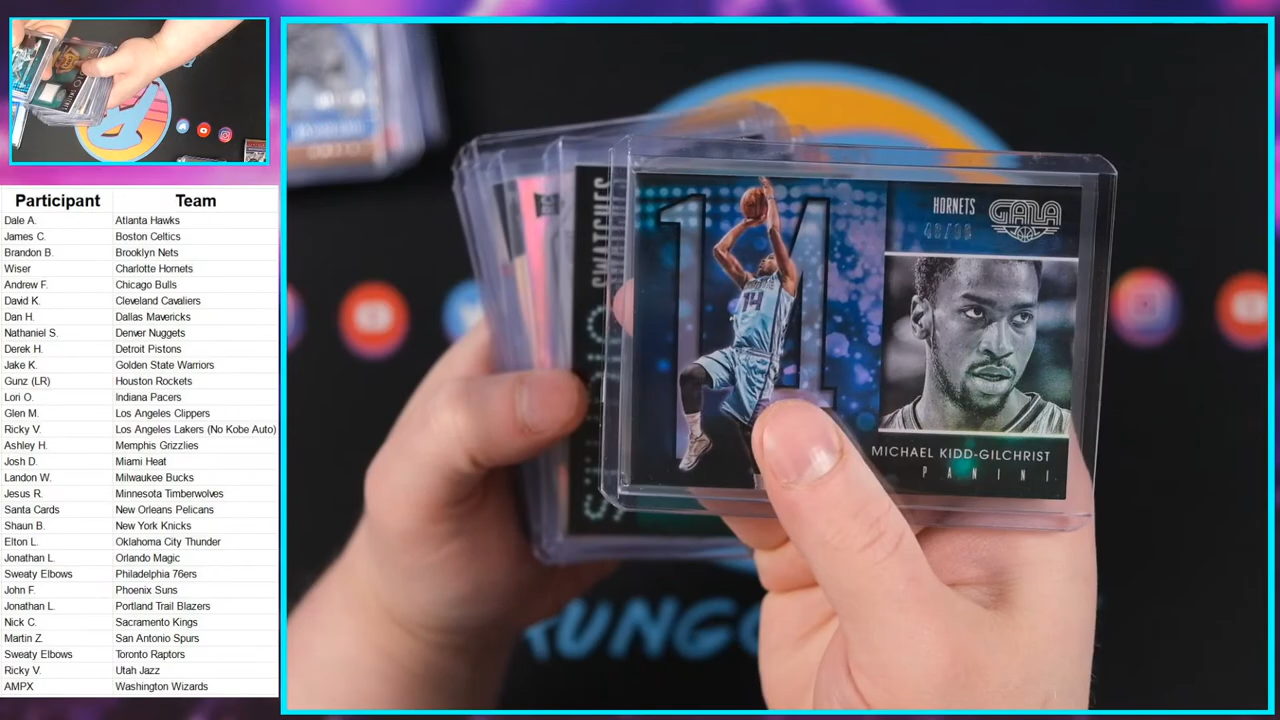 Participant Team
Dale A. Atlanta Hawks
James C. Boston Celtics
Brandon B. Brooklyn Nets
Wiser Charlotte Hornets
Andrew F. Chicago Bulls
David K. Cleveland Cavaliers
Dan H. Dallas Mavericks
Nathaniel S. Denver Nuggets
Derek H. Detroit Pistons
Jake K. Golden State Warriors
Gunz (LR) Houston Rockets
Lori O. Indiana Pacers
Glen M. Los Angeles Clippers
Ricky V. Los Angeles Lakers (No Kobe Auto)
Ashley H. Memphis Grizzlies
Josh D. Miami Heat
Landon W. Milwaukee Bucks
Jesus R. Minnesota Timberwolves
Santa Cards New Orleans Pelicans
Shaun B. New York Knicks
Elton L. Oklahoma City Thunder
Jonathan L. Orlando Magic
Sweaty Elbows Philadelphia 76ers
John F. Phoenix Suns
Jonathan L. Portland Trail Blazers
Nick C. Sacramento Kings
Martin Z. San Antonio Spurs
Sweaty Elbows Toronto Raptors
Ricky V. Utah Jazz
AMPX Washington Wizards
SWATCHES
14
14
HORNETS
GALA
MICHAEL KIDD-GILCHRIST
PANINI